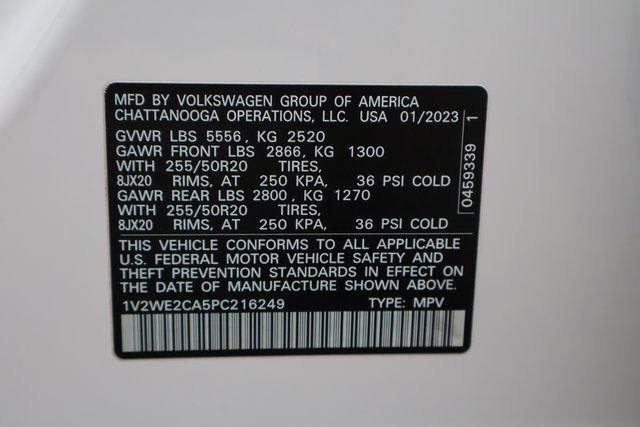 MFD BY VOLKSWAGEN GROUP OF AMERICA
CHATTANOOGA OPERATIONS, LLC. USA 01/2023
GVWR LBS 5556, KG 2520
GAWR FRONT LBS 2866, KG 1300
WITH 255/50R20 TIRES,
8JX20 RIMS, AT 250 KPA, 36 PSI COLD
GAWR REAR LBS 2800, KG 1270
WITH 255/50R20 TIRES,
8JX20 RIMS, AT 250 KPA, 36 PSI COLD
THIS VEHICLE CONFORMS TO ALL APPLICABLE
U.S. FEDERAL MOTOR VEHICLE SAFETY AND
THEFT PREVENTION STANDARDS IN EFFECT ON
THE DATE OF MANUFACTURE SHOWN ABOVE.
1V2WE2CA5PC216249 TYPE: MPV
0459339 1